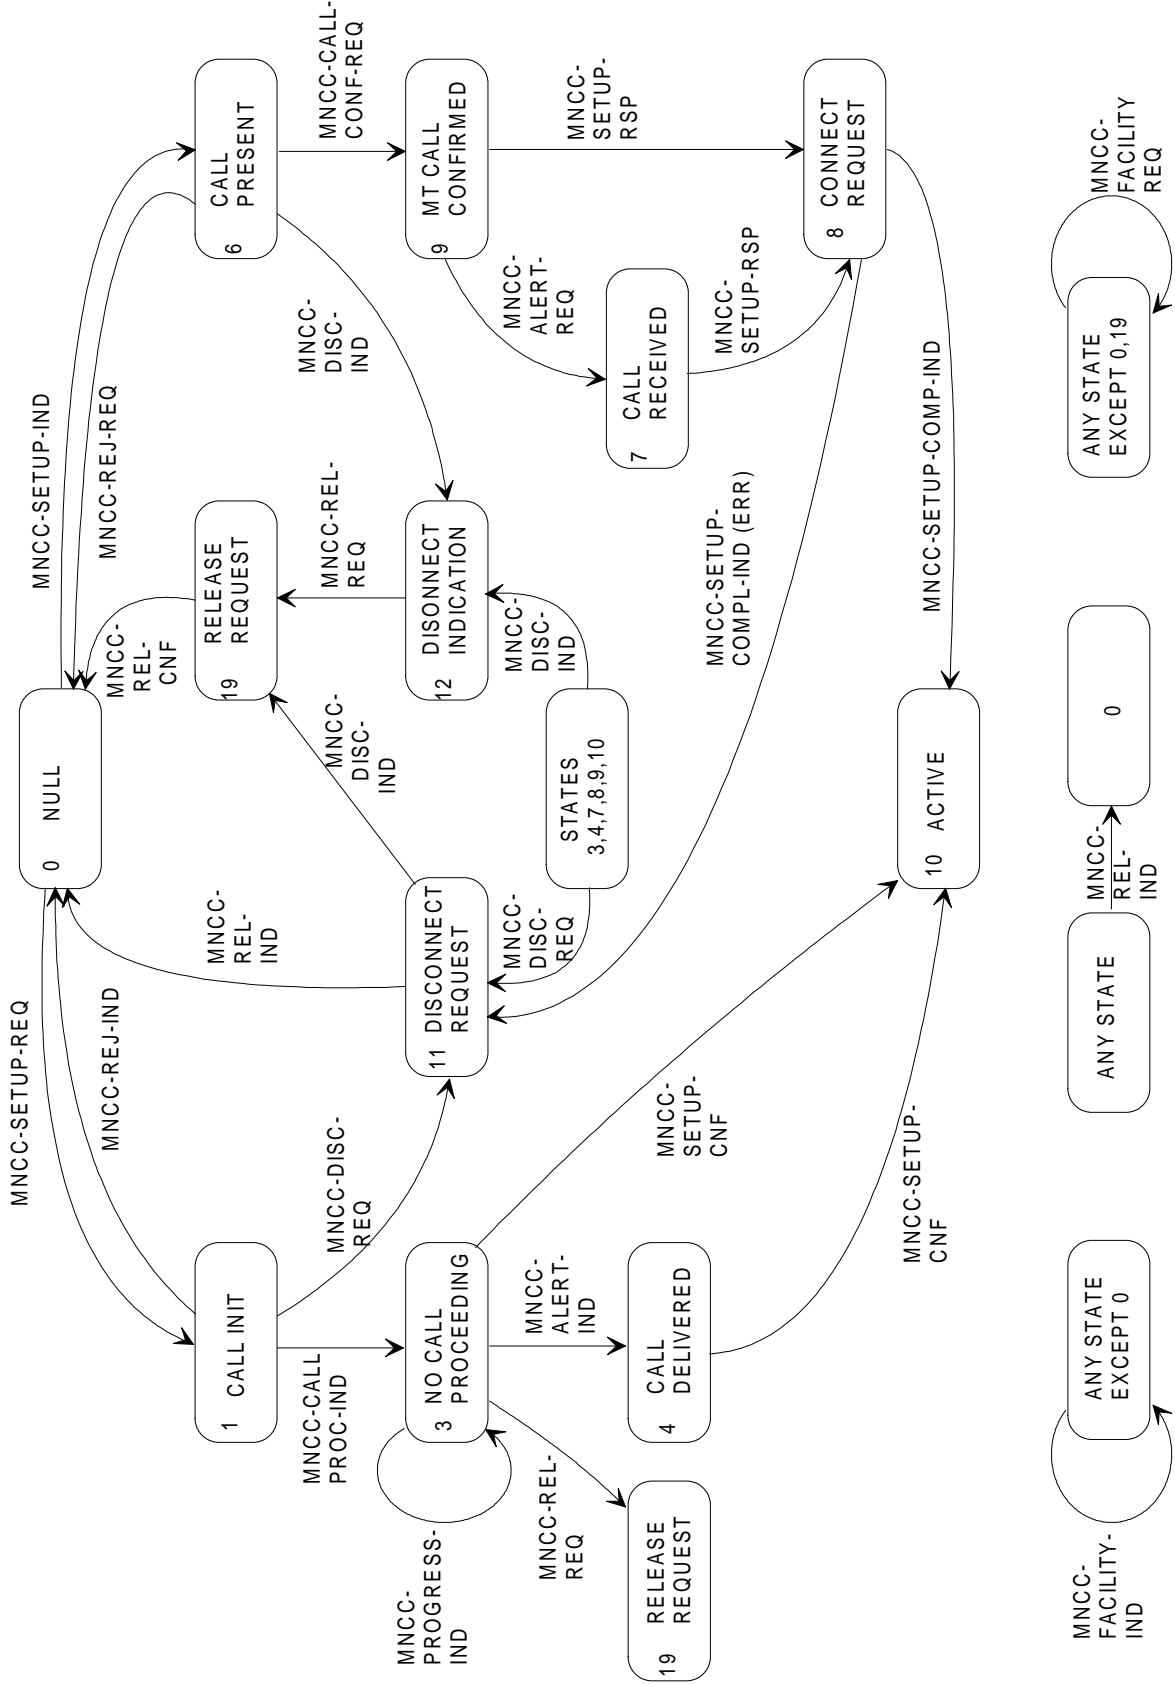 MNCC-SETUP-REQ
MNCC-REJ-IND
0 NULL
MNCC-SETUP-IND
MNCC-REJ-REQ
1 CALL INIT
MNCC-DISC-
REQ
MNCC-
REL-
IND
MNCC-
DISC-
IND
RELEASE
REQUEST
19
MNCC-
REL-
CNF
MNCC-REL-
REQ
MNCC-
DISC-
IND
CALL
PRESENT
6
MNCC-CALL-
CONF-REQ
MNCC-CALL
PROC-IND
MNCC-
PROGRESS-
IND
NO CALL
3 PROCEEDING
11 DISCONNECT
REQUEST
DISONNECT
INDICATION
12
MT CALL
CONFIRMED
9
MNCC-
DISC-
REQ
MNCC-
DISC-
IND
STATES
3,4,7,8,9,10
MNCC-REL-
REQ
MNCC-
ALERT-
IND
MNCC-
ALERT-
REQ
MNCC-
SETUP-
RSP
19 RELEASE
REQUEST
CALL
DELIVERED
4
CALL
RECEIVED
7
MNCC-
SETUP-
CNF
MNCC-SETUP-
COMPL-IND (ERR)
MNCC-
SETUP-RSP
CONNECT
REQUEST
8
MNCC-SETUP-
CNF
10 ACTIVE
MNCC-SETUP-COMP-IND
MNCC-
FACILITY-
IND
ANY STATE
EXCEPT 0
ANY STATE
MNCC-
REL-
IND
0
ANY STATE
EXCEPT 0,19
MNCC-
FACILITY
REQ